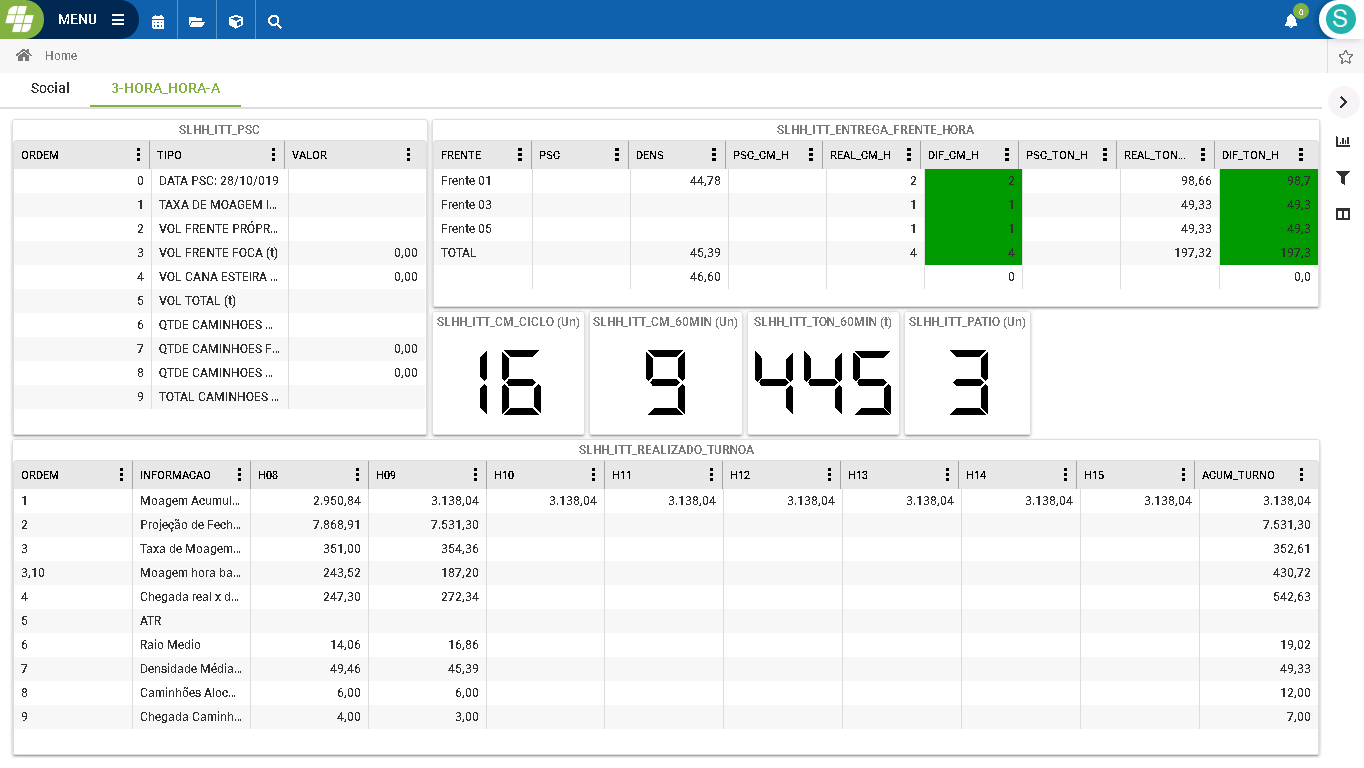 MENU
0
S
Home
Social 3-HORA_HORA-A
SLHH_ITT_PSC
ORDEM TIPO VALOR
0 DATA PSC: 28/10/019
1 TAXA DE MOAGEM I...
2 VOL FRENTE PRÓPR...
3 VOL FRENTE FOCA (t) 0,00
4 VOL CANA ESTEIRA ... 0,00
5 VOL TOTAL (t)
6 QTDE CAMINHOES ...
7 QTDE CAMINHOES F... 0,00
8 QTDE CAMINHOES ... 0,00
9 TOTAL CAMINHOES ...
SLHH_ITT_ENTREGA_FRENTE_HORA
FRENTE PSC DENS PSC_CM_H REAL_CM_H DIF_CM_H PSC_TON_H REAL_TON... DIF_TON_H
Frente 01 44,78 2 2 98,66 98,7
Frente 03 1 1 49,33 49,3
Frente 05 1 1 49,33 49,3
TOTAL 45,39 4 4 197,32 197,3
46,60 0 0,0
SLHH_ITT_CM_CICLO (Un) SLHH_ITT_CM_60MIN (Un) SLHH_ITT_TON_60MIN (t) SLHH_ITT_PATIO (Un)
16 9 445 3
SLHH_ITT_REALIZADO_TURNOA
ORDEM INFORMACAO H08 H09 H10 H11 H12 H13 H14 H15 ACUM_TURNO
1 Moagem Acumul... 2.950,84 3.138,04 3.138,04 3.138,04 3.138,04 3.138,04 3.138,04 3.138,04 3.138,04
2 Projeção de Fech... 7.868,91 7.531,30 7.531,30
3 Taxa de Moagem... 351,00 354,36 352,61
3,10 Moagem hora ba... 243,52 187,20 430,72
4 Chegada real x d... 247,30 272,34 542,63
5 ATR
6 Raio Medio 14,06 16,86 19,02
7 Densidade Média... 49,46 45,39 49,33
8 Caminhões Aloc... 6,00 6,00 12,00
9 Chegada Caminh... 4,00 3,00 7,00